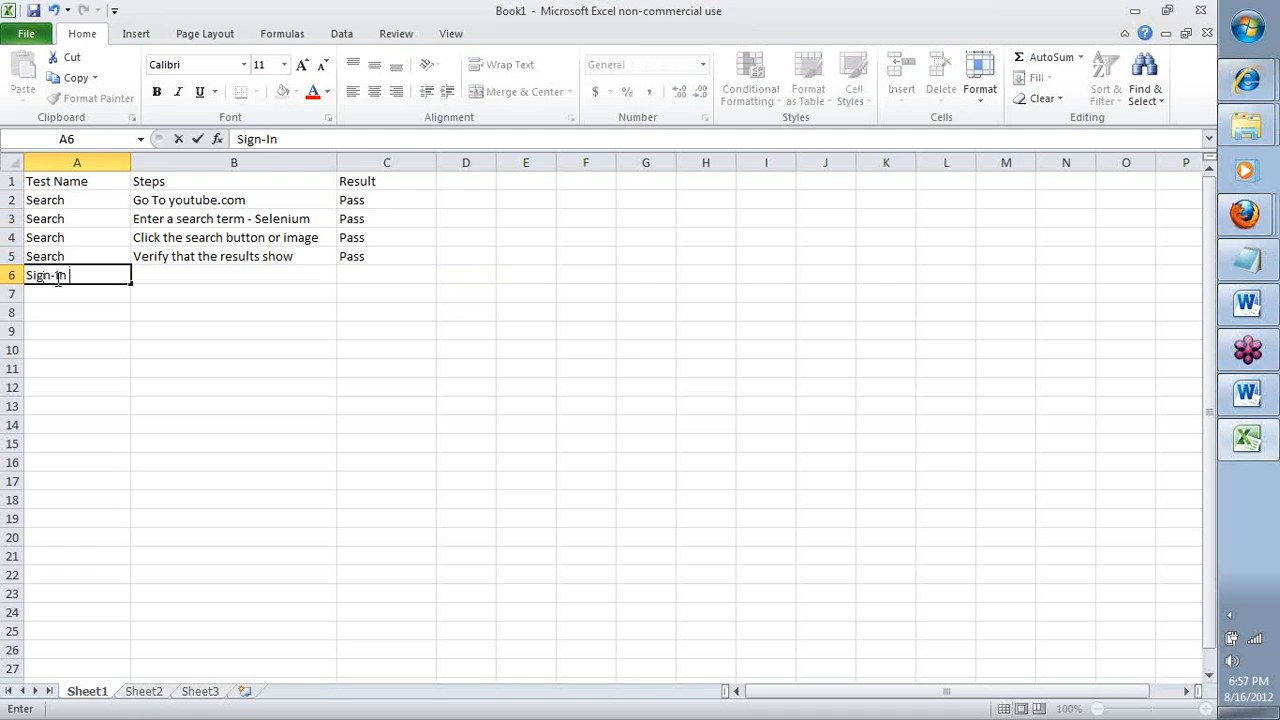 Book1 - Microsoft Excel non-commercial use
File Home Insert Page Layout Formulas Data Review View
Paste
Cut
Copy
Format Painter
Clipboard
Calibri 11
B I U
Font
Wrap Text
Merge & Center
Alignment
General
$ % ,
Number
Conditional Formatting
Format as Table
Cell Styles
Styles
Insert
Delete
Format
Cells
AutoSum
Fill
Clear
Sort & Filter
Find & Select
Editing
A6 fx Sign-In
A B C D E F G H I J K L M N O P
1 Test Name Steps Result
2 Search Go To youtube.com Pass
3 Search Enter a search term - Selenium Pass
4 Search Click the search button or image Pass
5 Search Verify that the results show Pass
6 Sign-In
7
8
9
10
11
12
13
14
15
16
17
18
19
20
21
22
23
24
25
26
27
Sheet1 Sheet2 Sheet3
Enter 100%
6:57 PM
8/16/2012